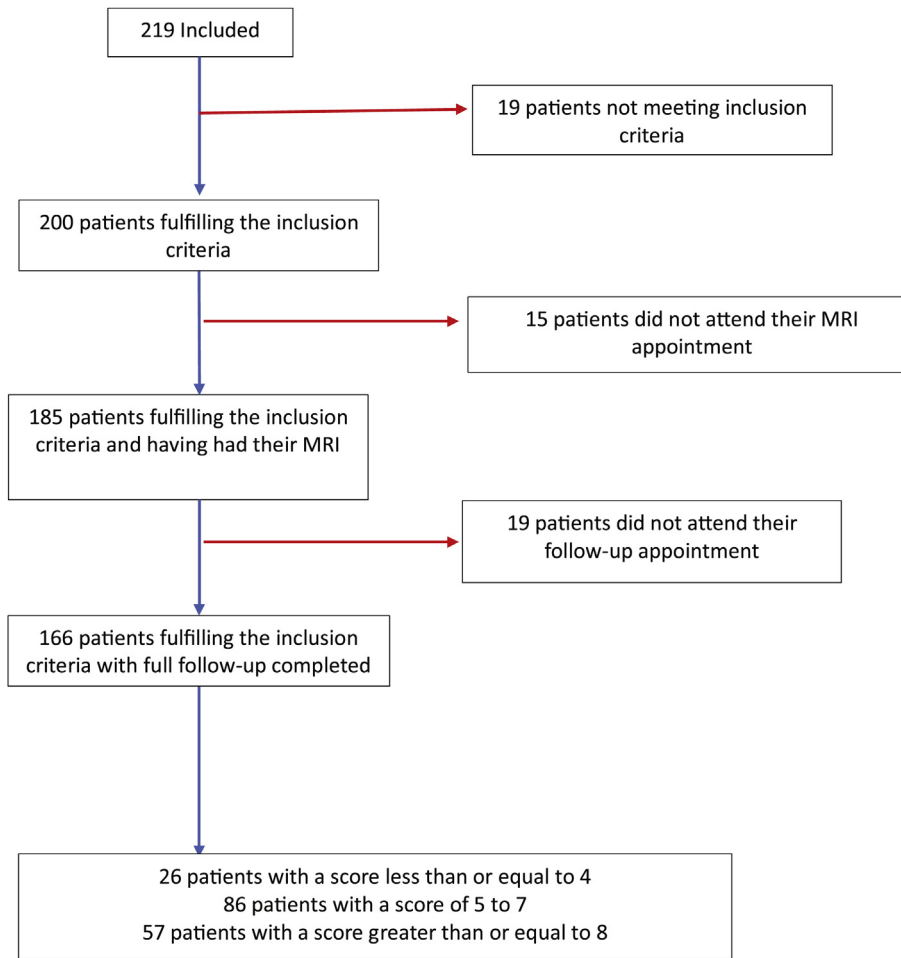 219 Included
19 patients not meeting inclusion
criteria
200 patients fulfilling the inclusion
criteria
15 patients did not attend their MRI
appointment
185 patients fulfilling the inclusion
criteria and having had their MRI
19 patients did not attend their
follow-up appointment
166 patients fulfilling the inclusion
criteria with full follow-up completed
26 patients with a score less than or equal to 4
86 patients with a score of 5 to 7
57 patients with a score greater than or equal to 8